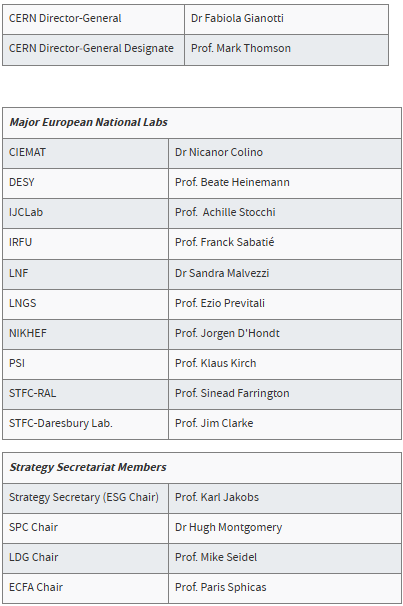 CERN Director-General Dr Fabiola Gianotti
CERN Director-General Designate Prof. Mark Thomson
Major European National Labs
CIEMAT Dr Nicanor Colino
DESY Prof. Beate Heinemann
IJCLab Prof. Achille Stocchi
IRFU Prof. Franck Sabatié
LNF Dr Sandra Malvezzi
LNGS Prof. Ezio Previtali
NIKHEF Prof. Jorgen D'Hondt
PSI Prof. Klaus Kirch
STFC-RAL Prof. Sinead Farrington
STFC-Daresbury Lab. Prof. Jim Clarke
Strategy Secretariat Members
Strategy Secretary (ESG Chair) Prof. Karl Jakobs
SPC Chair Dr Hugh Montgomery
LDG Chair Prof. Mike Seidel
ECFA Chair Prof. Paris Sphicas